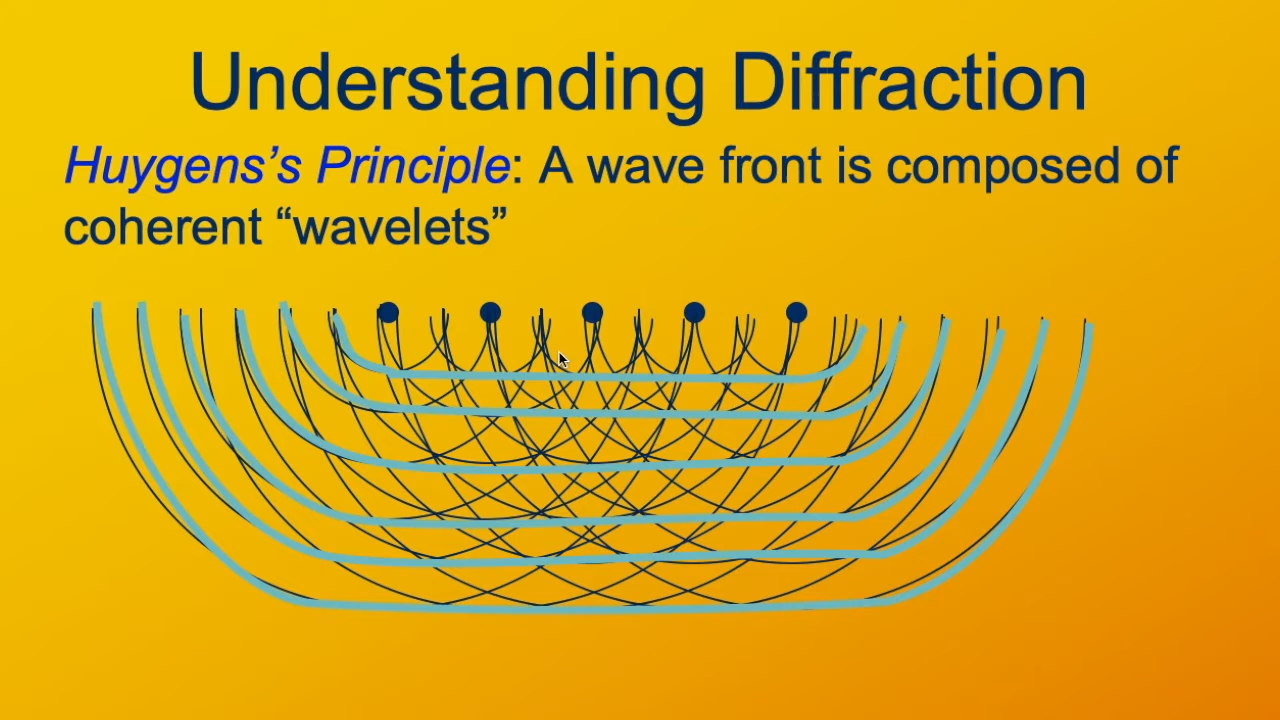 Understanding Diffraction
Huygens’s Principle: A wave front is composed of
coherent “wavelets”